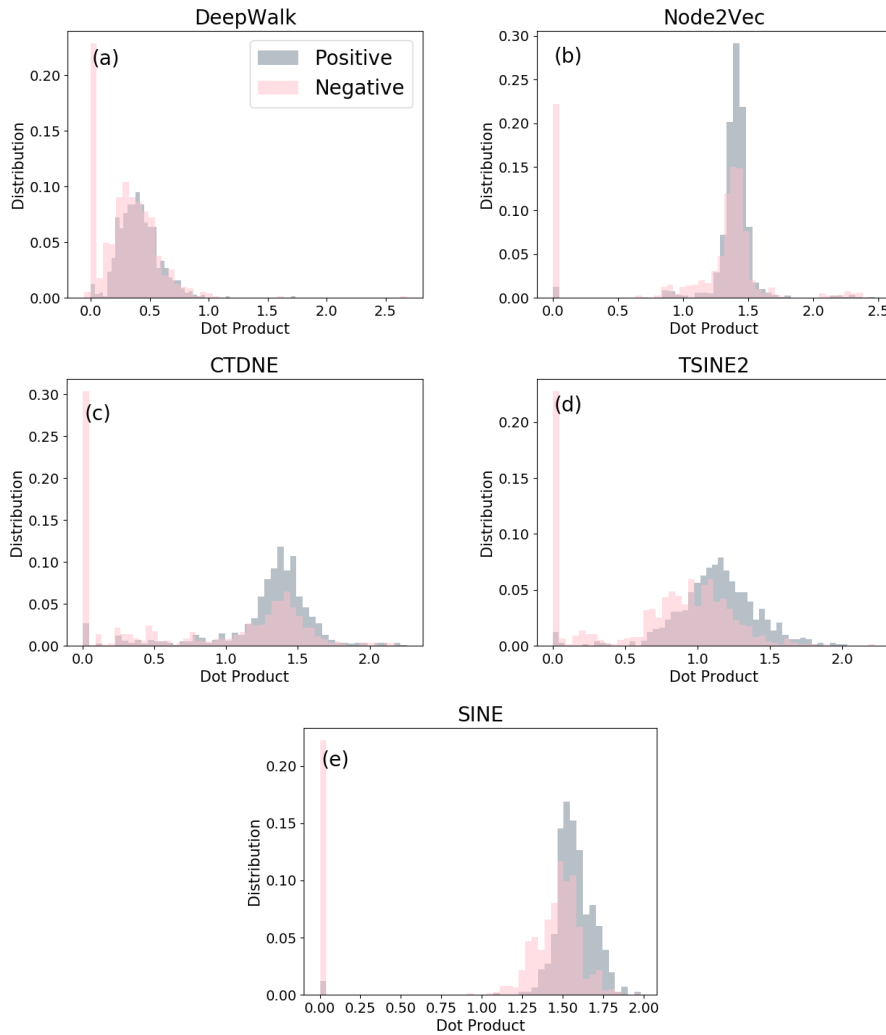 DeepWalk
(a)
Positive
Negative
0.20
0.15
0.10
0.05
0.00
Distribution
0.0 0.5 1.0 1.5 2.0 2.5
Dot Product
Node2Vec
(b)
0.30
0.25
0.20
0.15
0.10
0.05
0.00
Distribution
0.0 0.5 1.0 1.5 2.0 2.5
Dot Product
CTDNE
(c)
0.30
0.25
0.20
0.15
0.10
0.05
0.00
Distribution
0.0 0.5 1.0 1.5 2.0
Dot Product
TSINE2
(d)
0.20
0.15
0.10
0.05
0.00
Distribution
0.0 0.5 1.0 1.5 2.0
Dot Product
SINE
(e)
0.20
0.15
0.10
0.05
0.00
Distribution
0.00 0.25 0.50 0.75 1.00 1.25 1.50 1.75 2.00
Dot Product